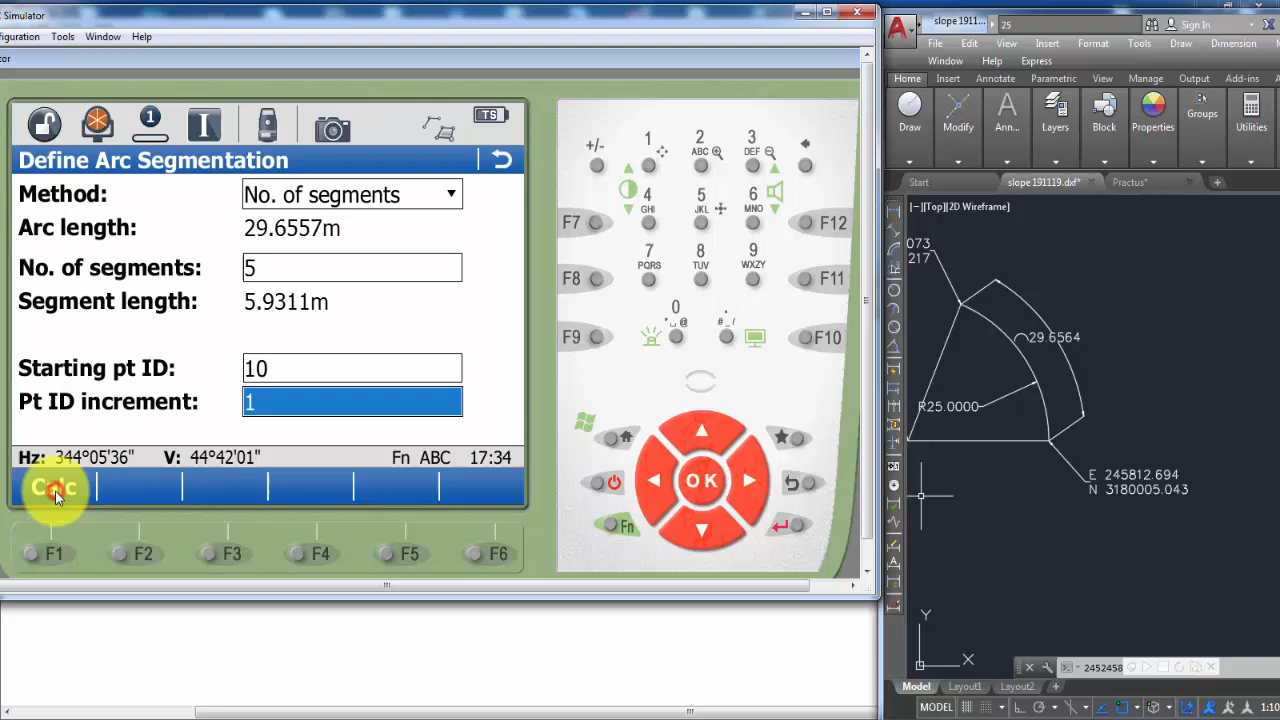 Simulator
figuration Tools Window Help
tor
TS
1
I
Define Arc Segmentation
Method: No. of segments
Arc length: 29.6557m
No. of segments: 5
Segment length: 5.9311m
Starting pt ID: 10
Pt ID increment: 1
Hz: 344°05'36" V: 44°42'01" Fn ABC 17:34
Calc
F1 F2 F3 F4 F5 F6
+/- 1 2 3
ABC DEF
4 5 6
GHI JKL MNO
F7 F12
7 8 9
PQRS TUV WXYZ
F8 F11
0 .
*␣@ #_/
F9 F10
OK
Fn
A slope 1911... 25 Sign In
File Edit View Insert Format Tools Draw Dimension
Window Help Express
Home Insert Annotate Parametric View Manage Output Add-ins
Draw Modify Ann... Layers Block Properties Groups Utilities
Start slope 191119.dxf* Practus*
[−][Top][2D Wireframe]
073
217
29.6564
R25.0000
E 245812.694
N 3180005.043
Y
X
2452458
Model Layout1 Layout2 +
MODEL 1:10